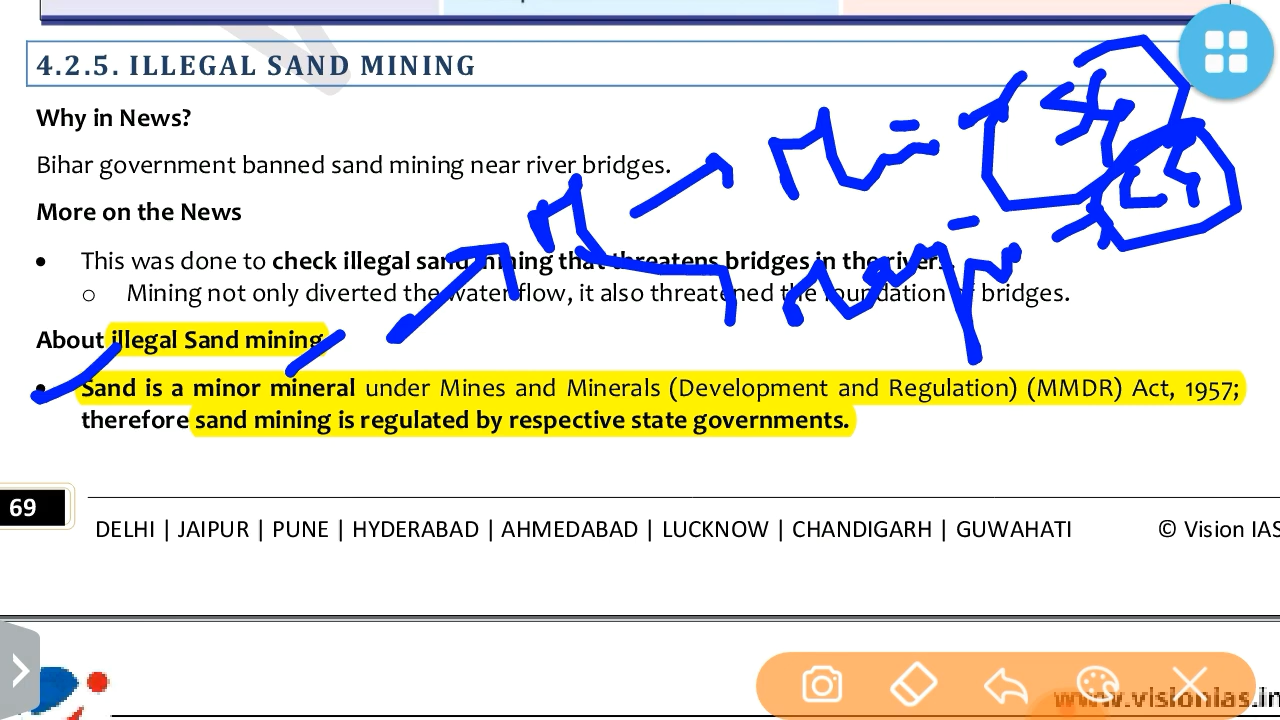 4.2.5. ILLEGAL SAND MINING
Why in News?
Bihar government banned sand mining near river bridges.
More on the News
• This was done to check illegal sand mining that threatens bridges in the river.
o Mining not only diverted the water flow, it also threatened the foundation of bridges.
About illegal Sand mining
• Sand is a minor mineral under Mines and Minerals (Development and Regulation) (MMDR) Act, 1957;
therefore sand mining is regulated by respective state governments.
69
DELHI | JAIPUR | PUNE | HYDERABAD | AHMEDABAD | LUCKNOW | CHANDIGARH | GUWAHATI © Vision IAS
www.visionias.in